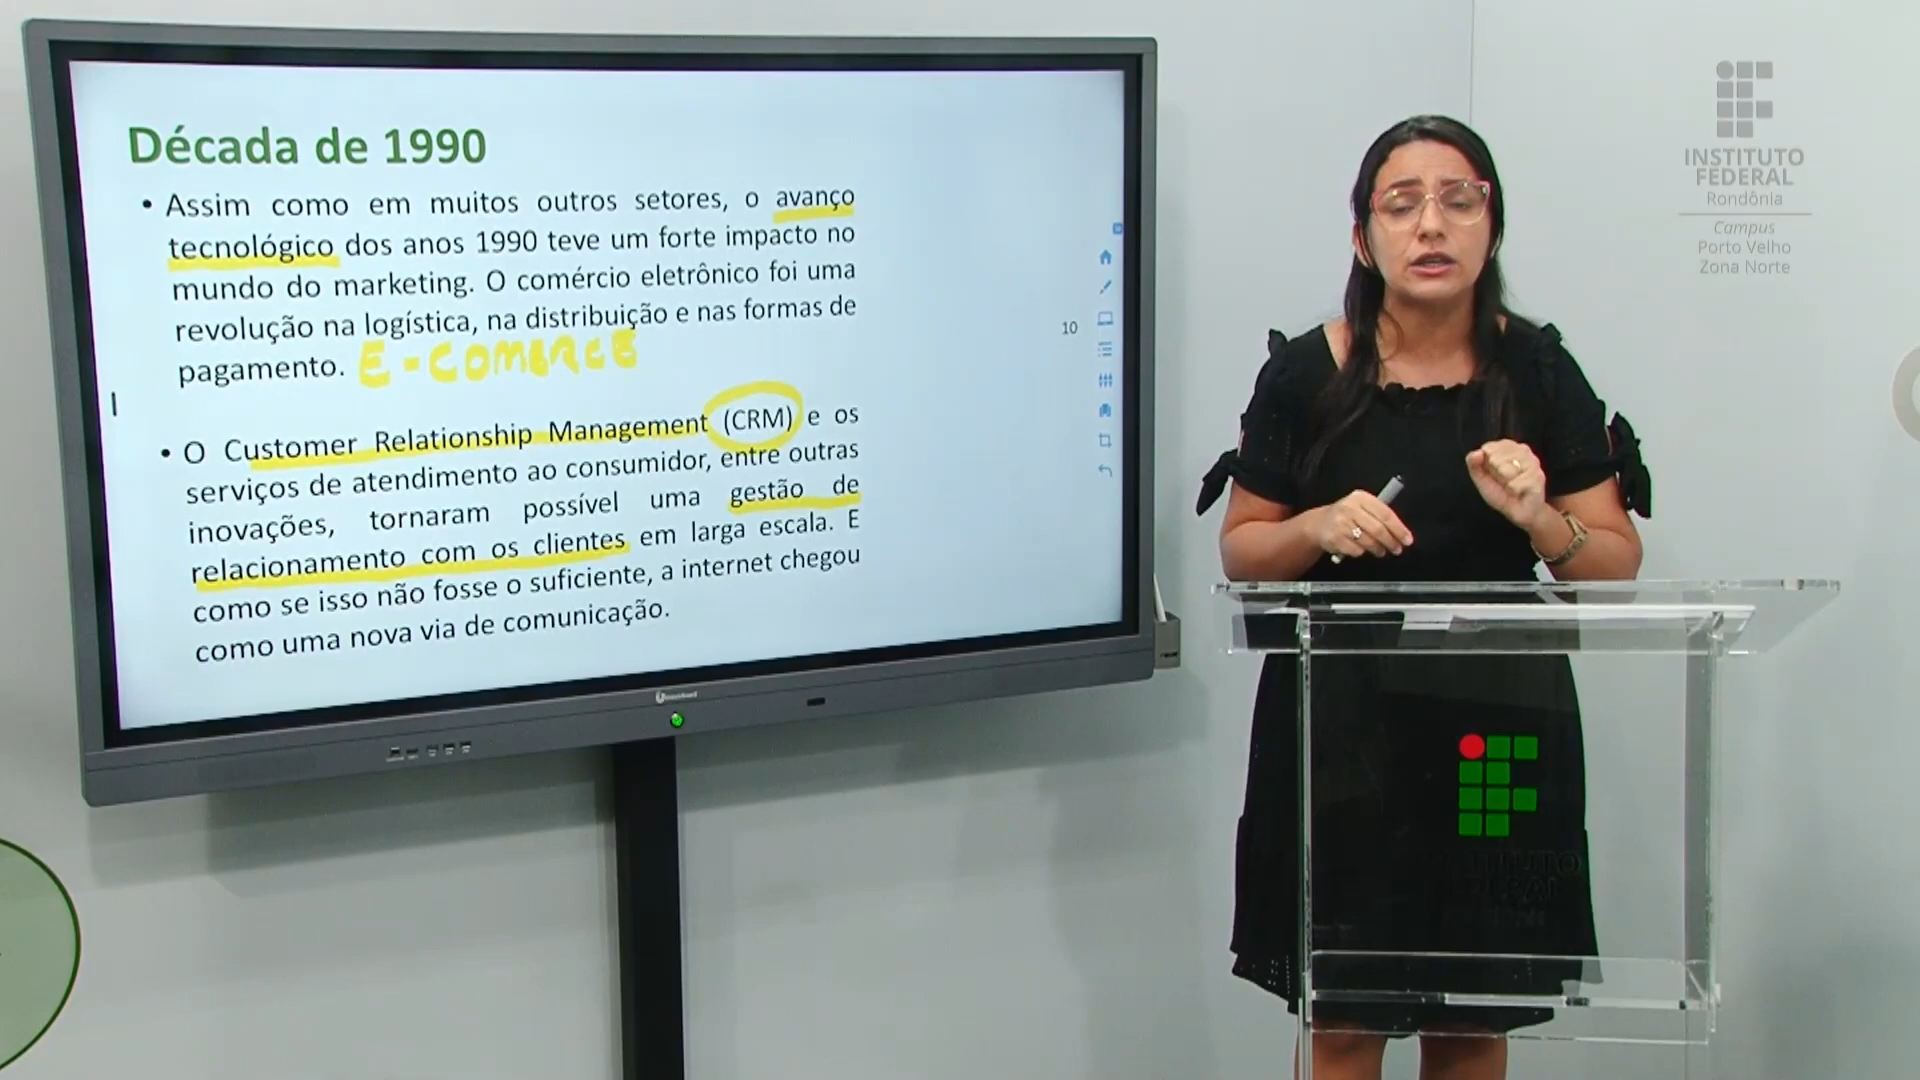 Década de 1990
• Assim como em muitos outros setores, o avanço
tecnológico dos anos 1990 teve um forte impacto no
mundo do marketing. O comércio eletrônico foi uma
revolução na logística, na distribuição e nas formas de
pagamento. E-COMERCE
• O Customer Relationship Management (CRM) e os
serviços de atendimento ao consumidor, entre outras
inovações, tornaram possível uma gestão de
relacionamento com os clientes em larga escala. E
como se isso não fosse o suficiente, a internet chegou
como uma nova via de comunicação.
10
INSTITUTO
FEDERAL
Rondônia
Campus
Porto Velho
Zona Norte